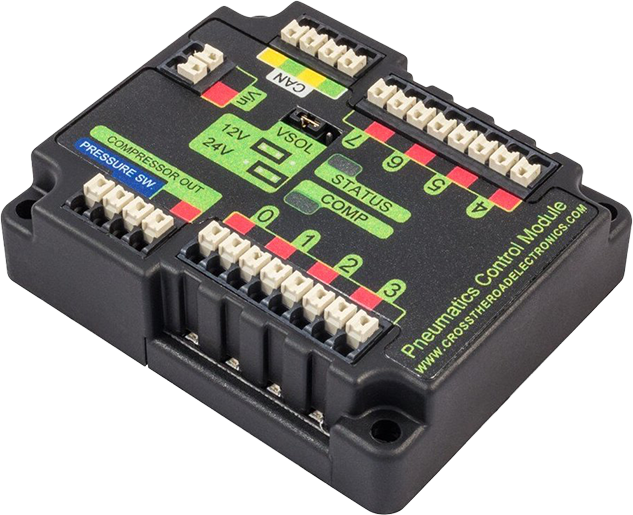 CAN
Vin
VSOL
12V
24V
COMPRESSOR OUT
PRESSURE SW.
STATUS
COMP
7
6
5
4
0
1
2
3
Pneumatics Control Module
WWW.CROSSTHEROADELECTRONICS.COM